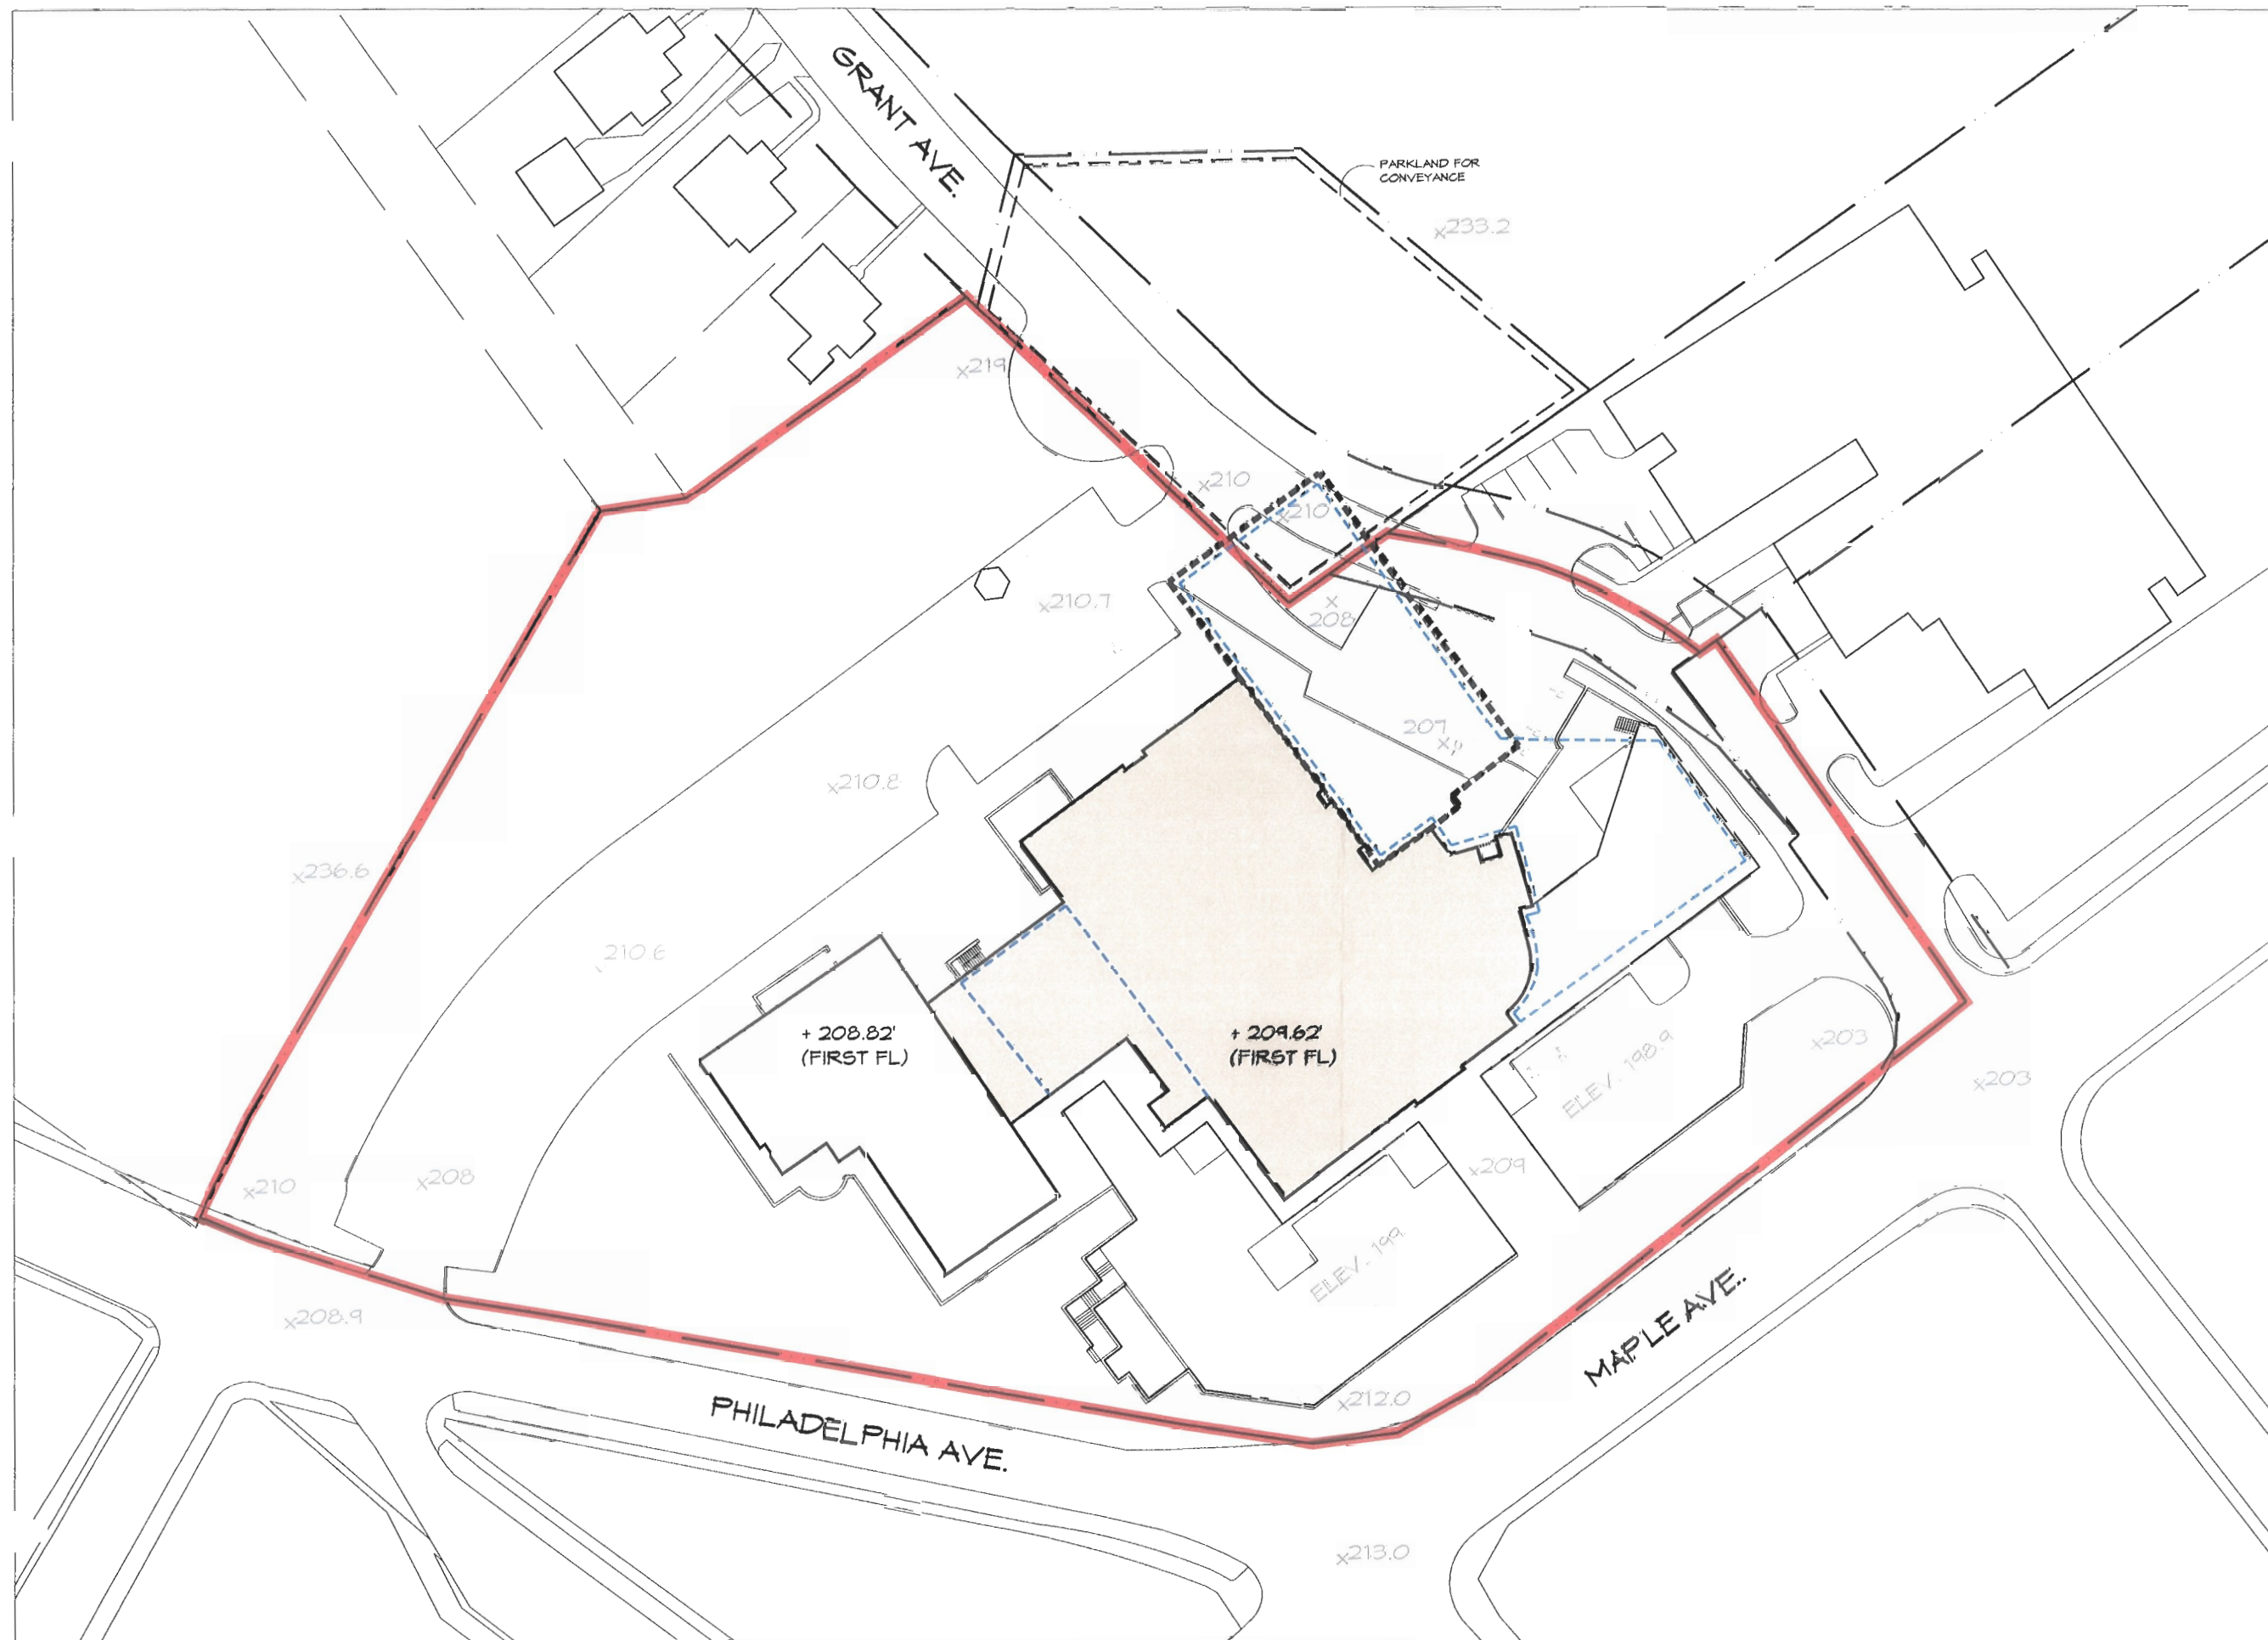 GRANT AVE.
PARKLAND FOR
CONVEYANCE
x233.2
x219
x210
x210
x210.7
x
208
207
x
x210.8
x236.6
210.6
+ 208.82'
(FIRST FL)
+ 209.62'
(FIRST FL)
x203
x203
ELEV. 198.9
x210
x208
x209
ELEV. 199
x208.9
MAPLE AVE.
x212.0
PHILADELPHIA AVE.
x213.0